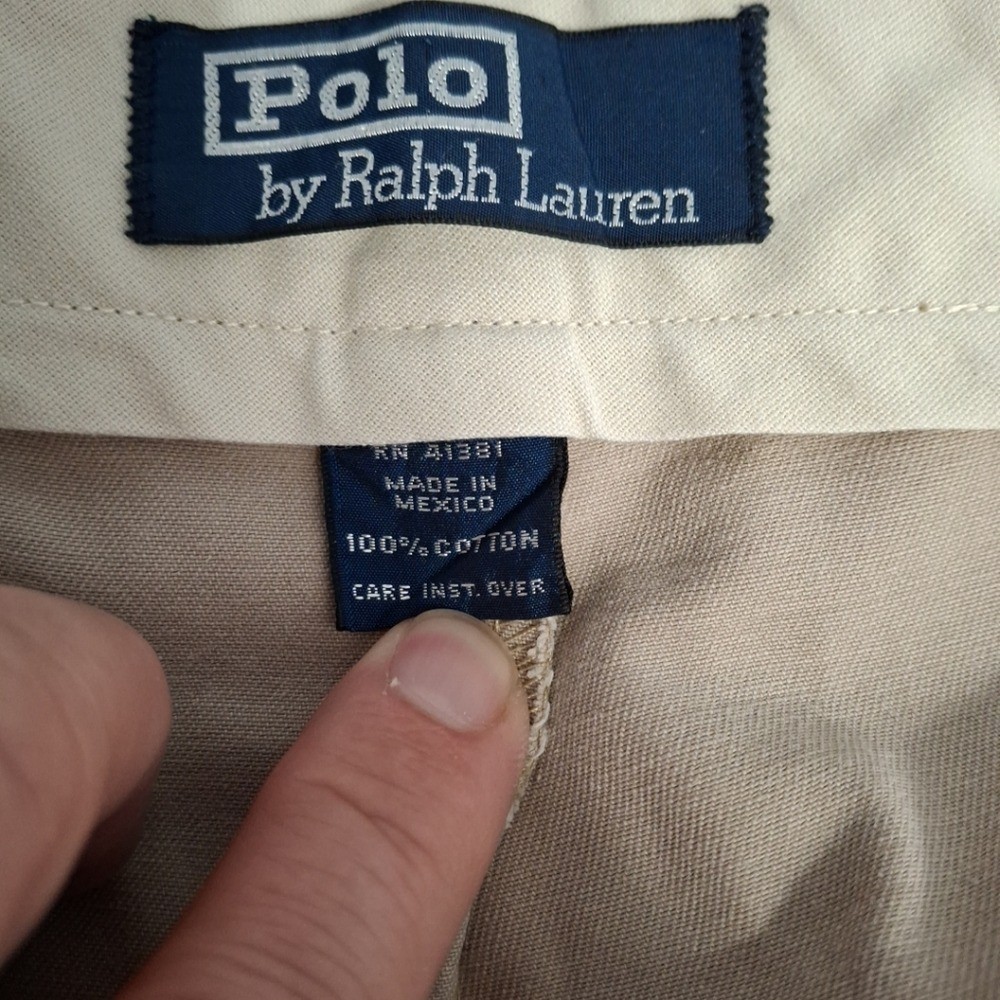 Polo
by Ralph Lauren
RN 41381
MADE IN
MEXICO
100% COTTON
CARE INST. OVER